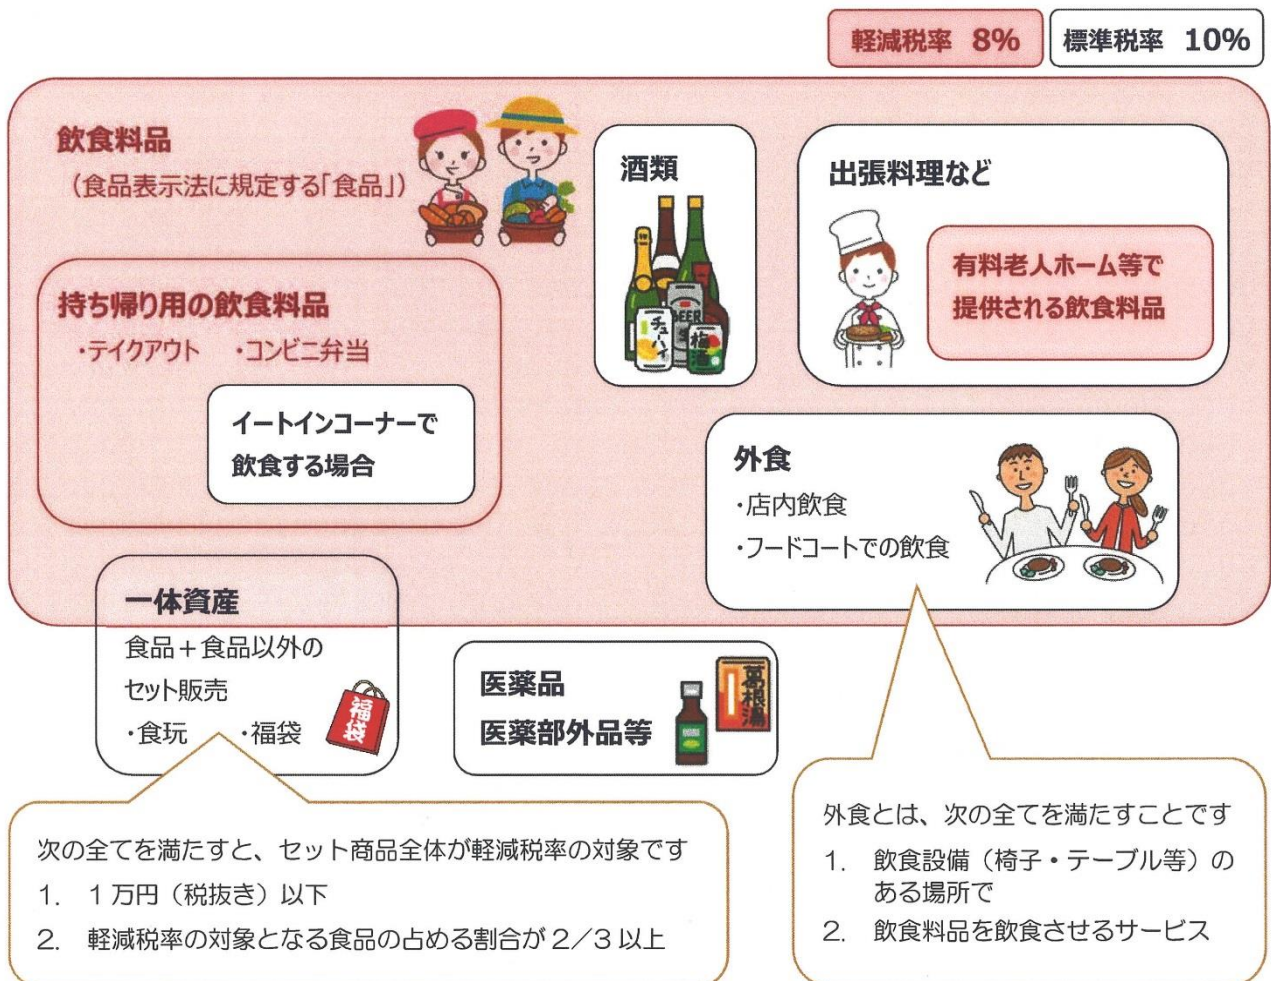 軽減税率 8%
標準税率 10%
飲食料品
（食品表示法に規定する「食品」）
酒類
チューハイ
BEER
梅酒
出張料理など
有料老人ホーム等で
提供される飲食料品
持ち帰り用の飲食料品
・テイクアウト ・コンビニ弁当
イートインコーナーで
飲食する場合
外食
・店内飲食
・フードコートでの飲食
一体資産
食品＋食品以外の
セット販売
・食玩 ・福袋
福袋
医薬品
医薬部外品等
葛根湯
次の全てを満たすと、セット商品全体が軽減税率の対象です
1. 1万円（税抜き）以下
2. 軽減税率の対象となる食品の占める割合が2／3以上
外食とは、次の全てを満たすことです
1. 飲食設備（椅子・テーブル等）の
ある場所で
2. 飲食料品を飲食させるサービス